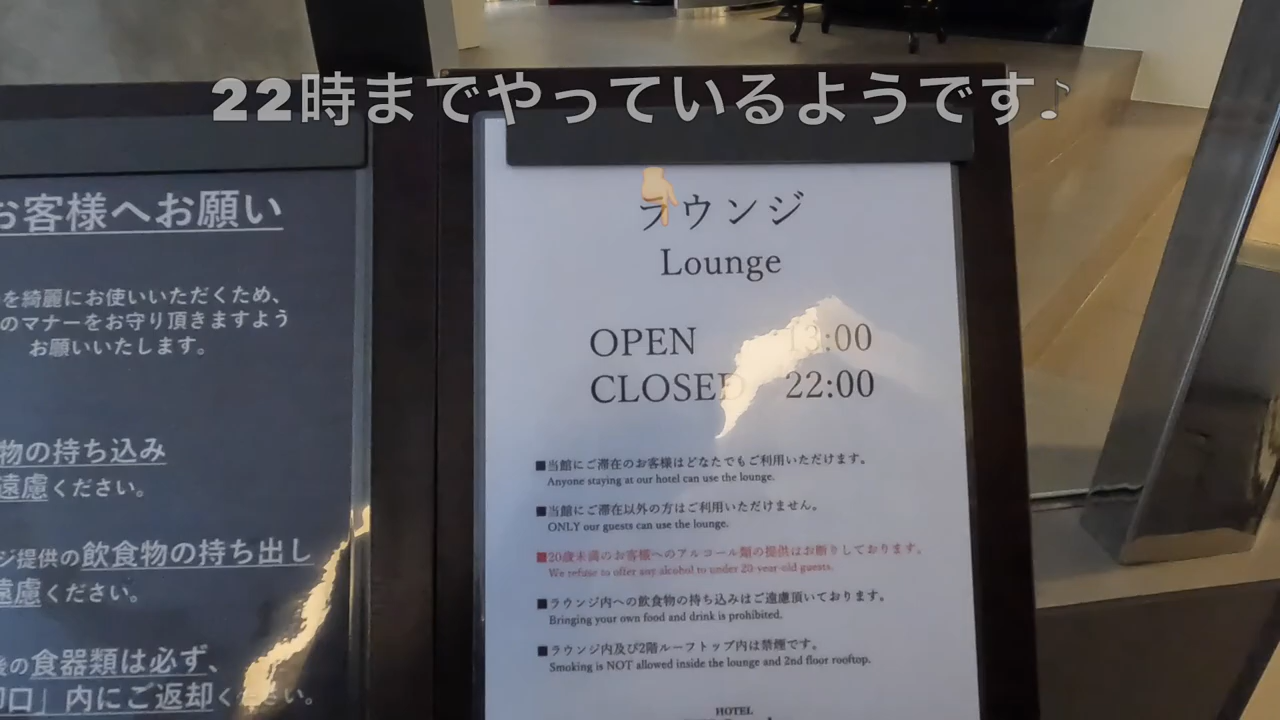 22時までやっているようです♪
お客様へお願い
を綺麗にお使いいただくため、
のマナーをお守り頂きますよう
お願いいたします。
物の持ち込み
遠慮ください。
ジ提供の飲食物の持ち出し
遠慮ください。
後の食器類は必ず、
却口」内にご返却ください。
ラウンジ
Lounge
OPEN 13:00
CLOSED 22:00
■当館にご滞在のお客様はどなたでもご利用いただけます。
Anyone staying at our hotel can use the lounge.
■当館にご滞在以外の方はご利用いただけません。
ONLY our guests can use the lounge.
■20歳未満のお客様へのアルコール類の提供はお断りしております。
We refuse to offer any alcohol to under 20-year-old guests.
■ラウンジ内への飲食物の持ち込みはご遠慮頂いております。
Bringing your own food and drink is prohibited.
■ラウンジ内及び2階ルーフトップ内は禁煙です。
Smoking is NOT allowed inside the lounge and 2nd floor rooftop.
HOTEL